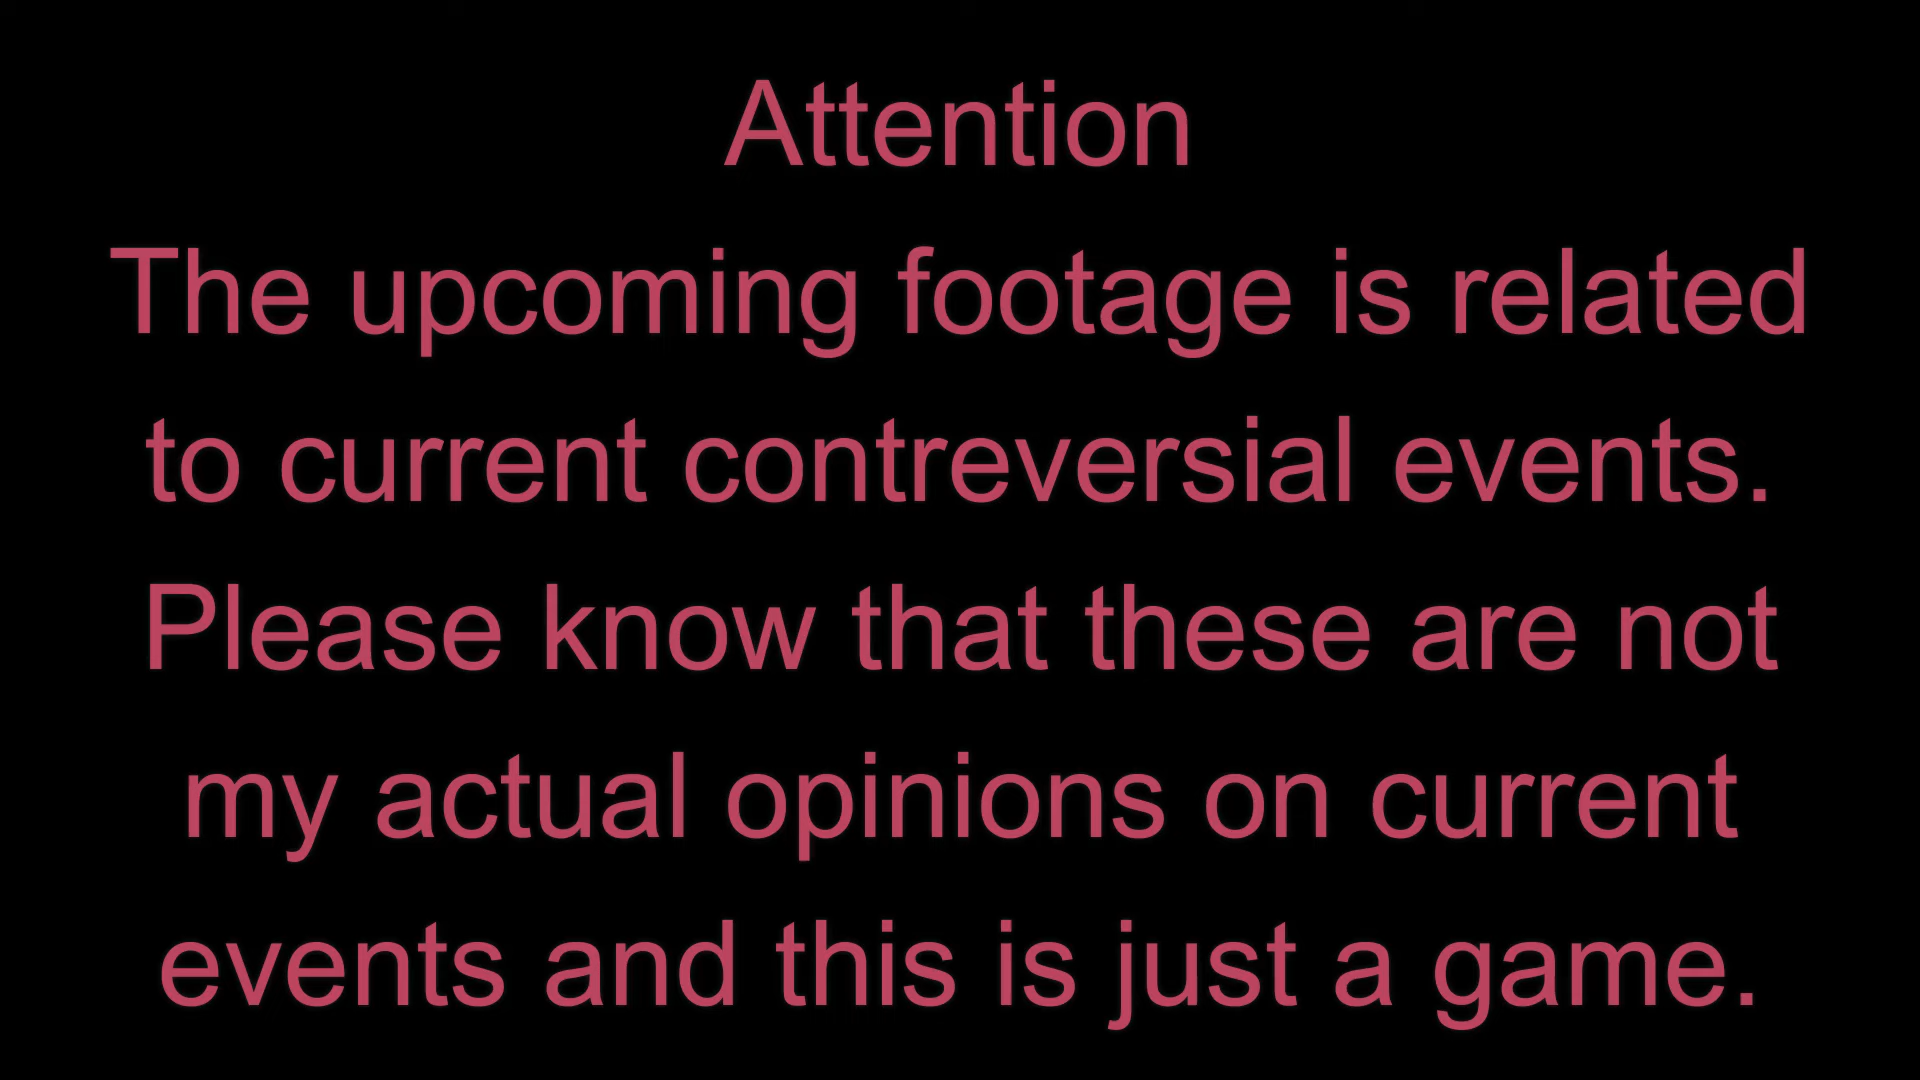 Attention
The upcoming footage is related
to current contreversial events.
Please know that these are not
my actual opinions on current
events and this is just a game.